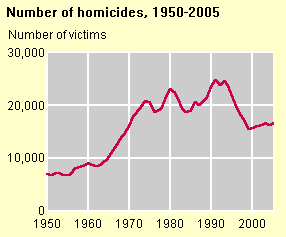 Number of homicides, 1950-2005
Number of victims
30,000
20,000
10,000
0
1950 1960 1970 1980 1990 2000